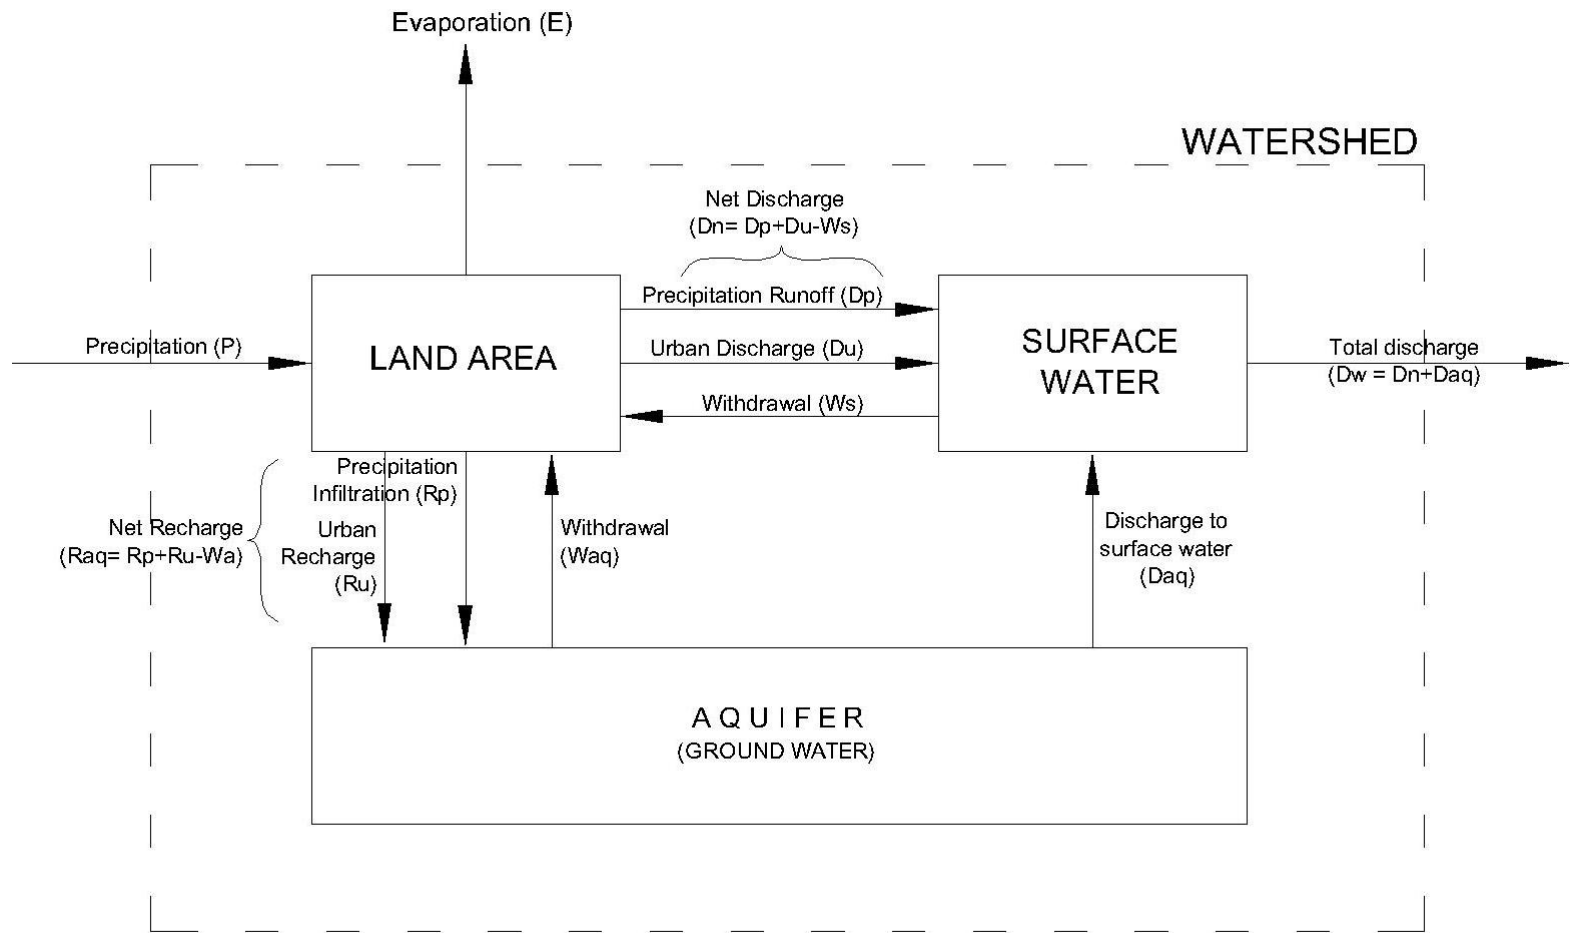 Evaporation (E)
WATERSHED
Net Discharge
(Dn= Dp+Du-Ws)
Precipitation Runoff (Dp)
Precipitation (P)
LAND AREA
Urban Discharge (Du)
SURFACE
WATER
Total discharge
(Dw = Dn+Daq)
Withdrawal (Ws)
Precipitation
Infiltration (Rp)
Net Recharge
(Raq= Rp+Ru-Wa)
Urban
Recharge
(Ru)
Withdrawal
(Waq)
Discharge to
surface water
(Daq)
AQUIFER
(GROUND WATER)